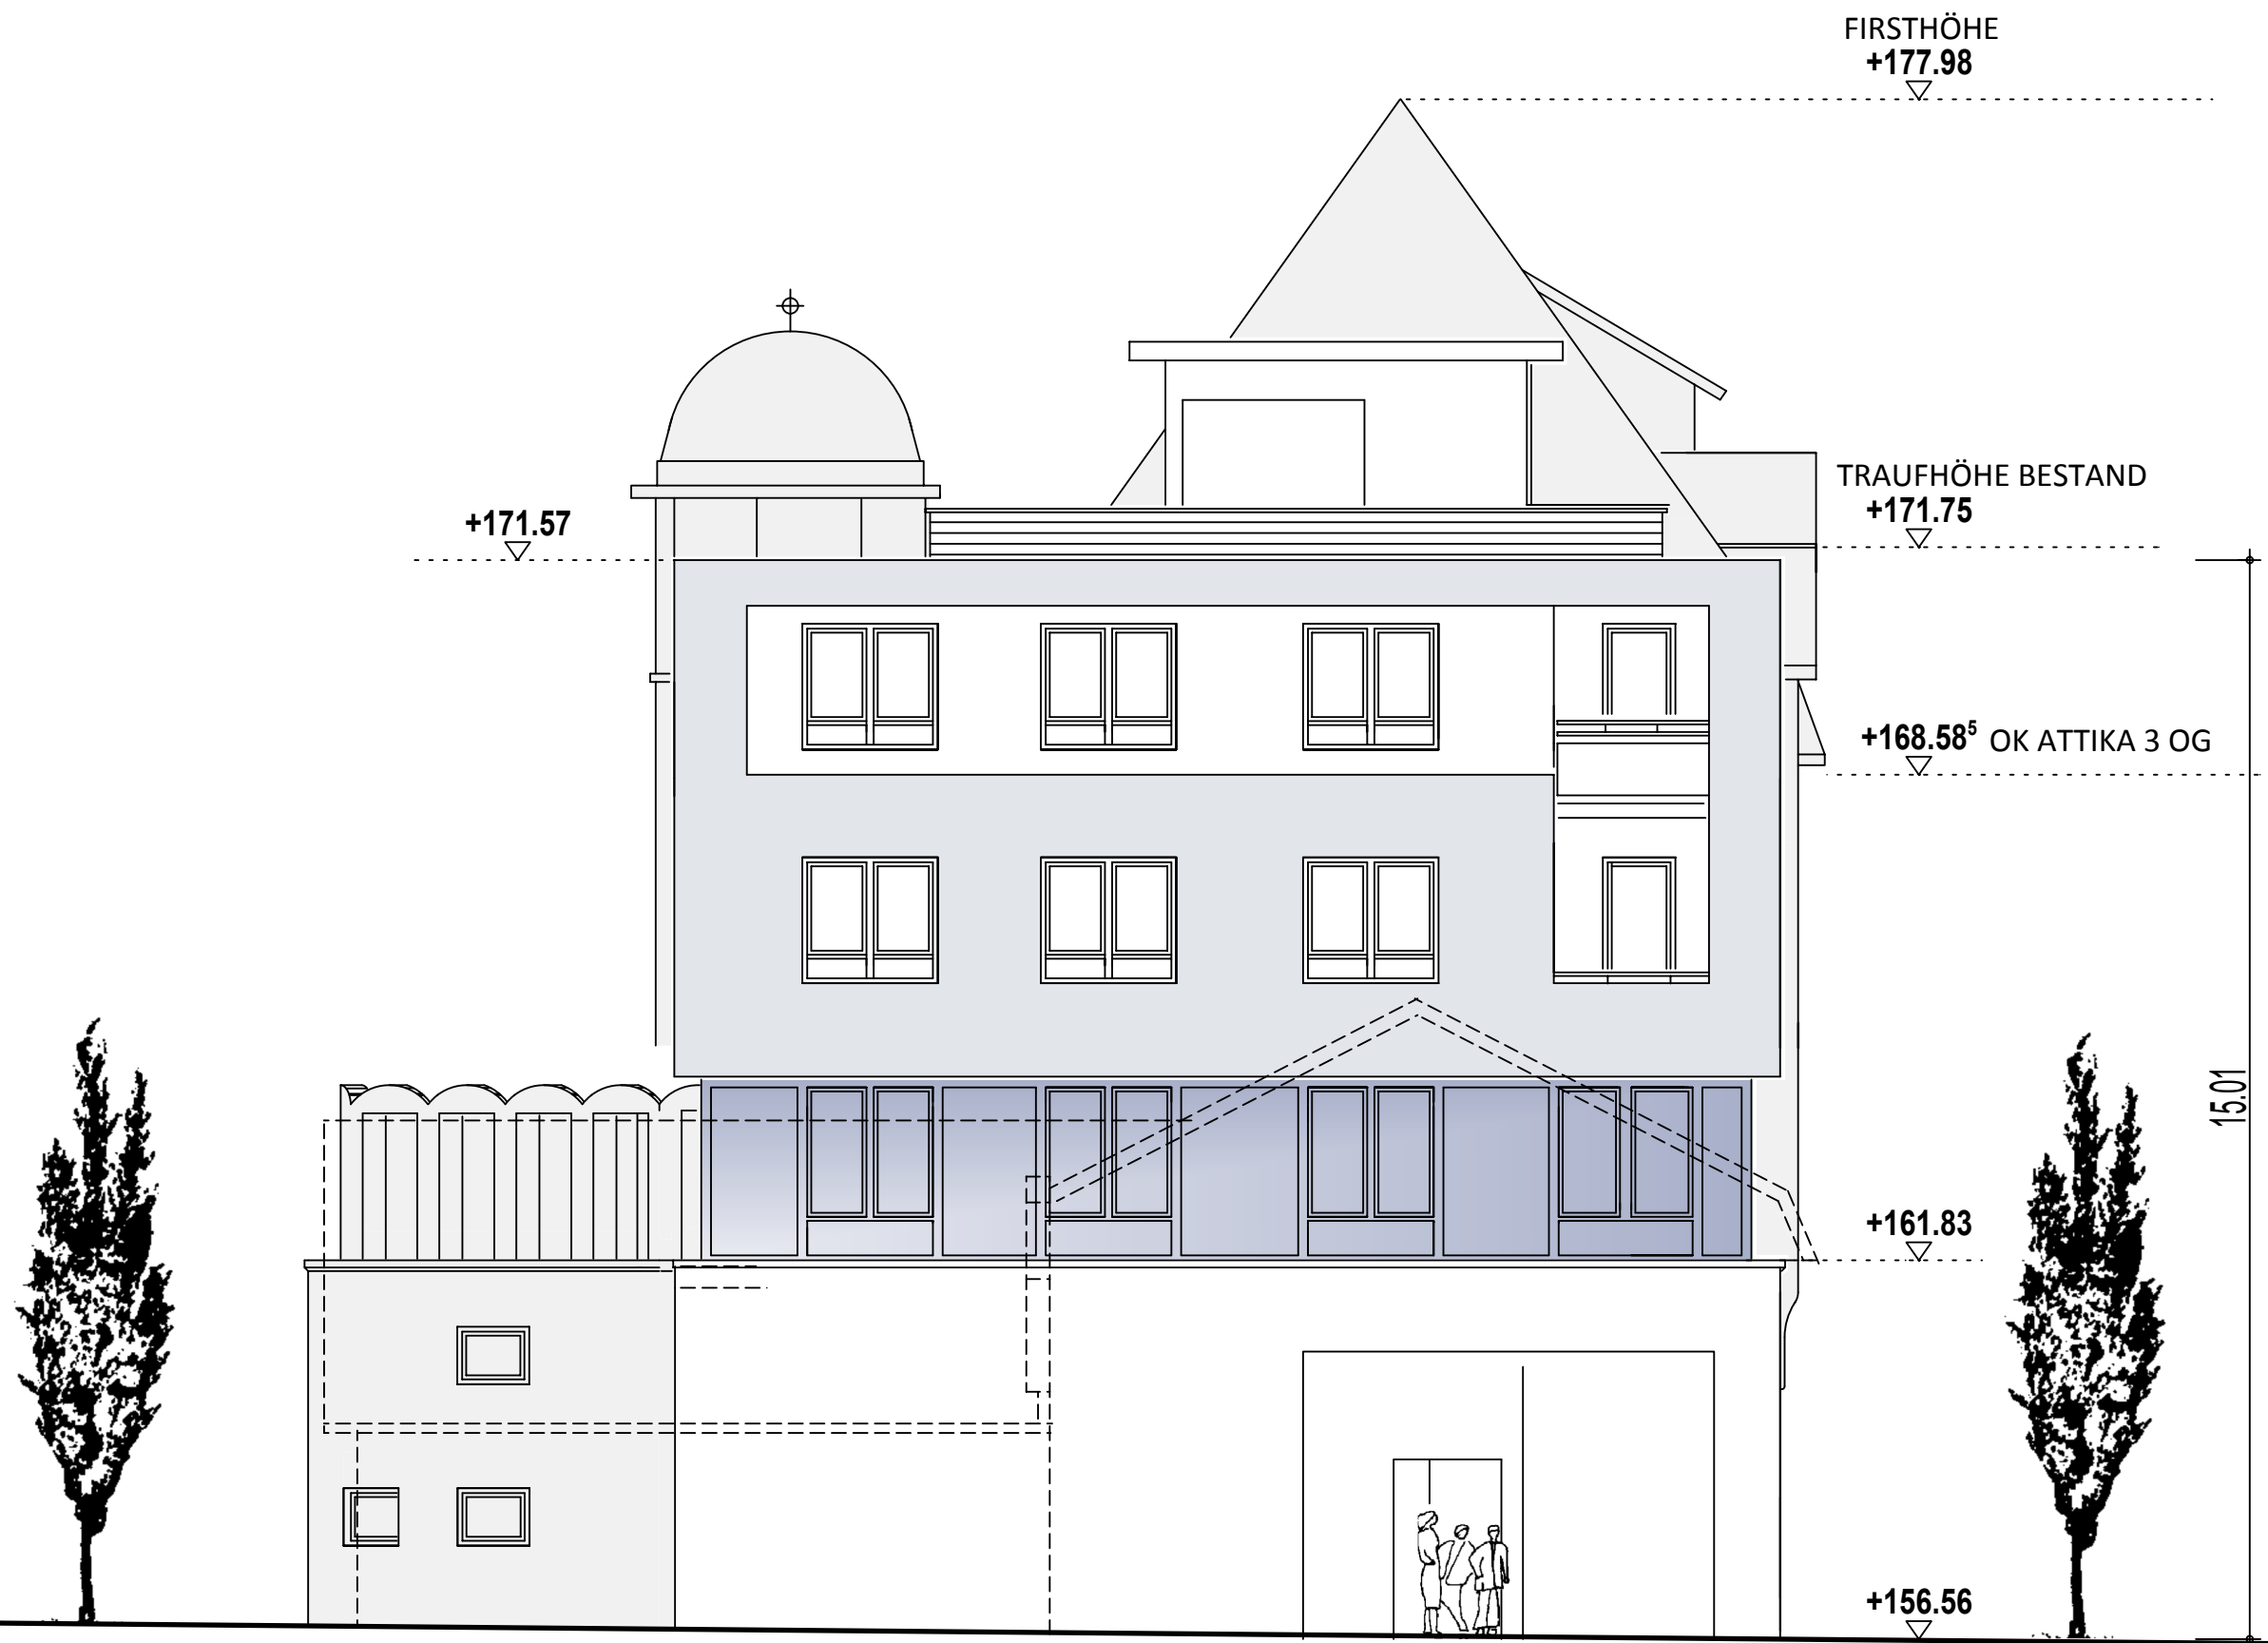 FIRSTHÖHE
+177.98
TRAUFHÖHE BESTAND
+171.75
+171.57
+168.58⁵ OK ATTIKA 3 OG
15.01
+161.83
+156.56